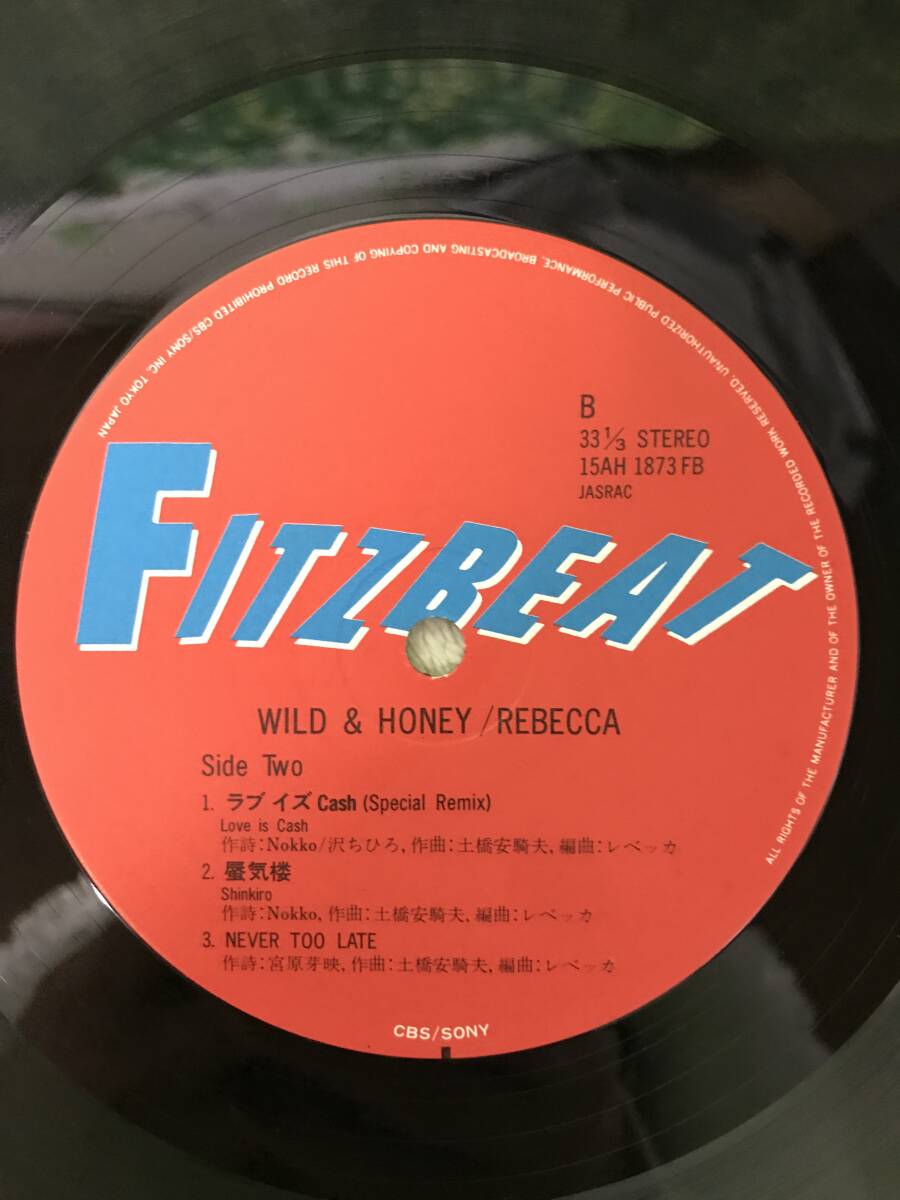 ALL RIGHTS OF THE MANUFACTURER AND OF THE OWNER OF THE RECORDED WORK RESERVED. UNAUTHORIZED PUBLIC PERFORMANCE, BROADCASTING AND COPYING OF THIS RECORD PROHIBITED CBS/SONY INC. TOKYO JAPAN
B
33 1/3 STEREO
15AH 1873FB
JASRAC
FITZBEAT
WILD & HONEY /REBECCA
Side Two
1. ラブ イズ Cash (Special Remix)
Love is Cash
作詩:Nokko/沢ちひろ,作曲:土橋安騎夫,編曲:レベッカ
2. 蜃気楼
Shinkiro
作詩:Nokko,作曲:土橋安騎夫,編曲:レベッカ
3. NEVER TOO LATE
作詩:宮原芽映,作曲:土橋安騎夫,編曲:レベッカ
CBS/SONY